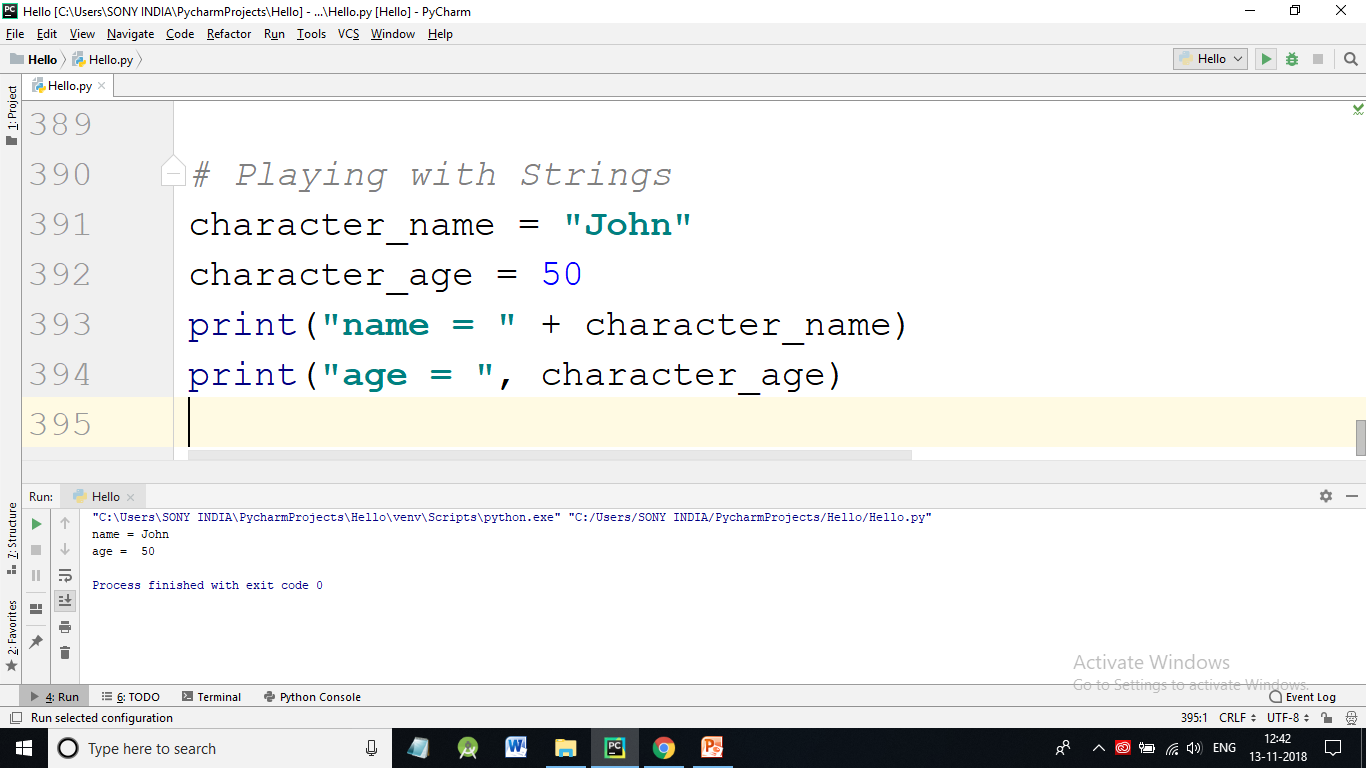 Hello [C:\Users\SONY INDIA\PycharmProjects\Hello] - ...\Hello.py [Hello] - PyCharm
File Edit View Navigate Code Refactor Run Tools VCS Window Help
Hello Hello.py Hello
Hello.py
1: Project
389
390 # Playing with Strings
391 character_name = "John"
392 character_age = 50
393 print("name = " + character_name)
394 print("age = ", character_age)
395
Run: Hello
7: Structure
2: Favorites
"C:\Users\SONY INDIA\PycharmProjects\Hello\venv\Scripts\python.exe" "C:/Users/SONY INDIA/PycharmProjects/Hello/Hello.py"
name = John
age =  50
Process finished with exit code 0
Activate Windows
Go to Settings to activate Windows.
4: Run 6: TODO Terminal Python Console Event Log
Run selected configuration 395:1 CRLF UTF-8
Type here to search ENG 12:42
13-11-2018